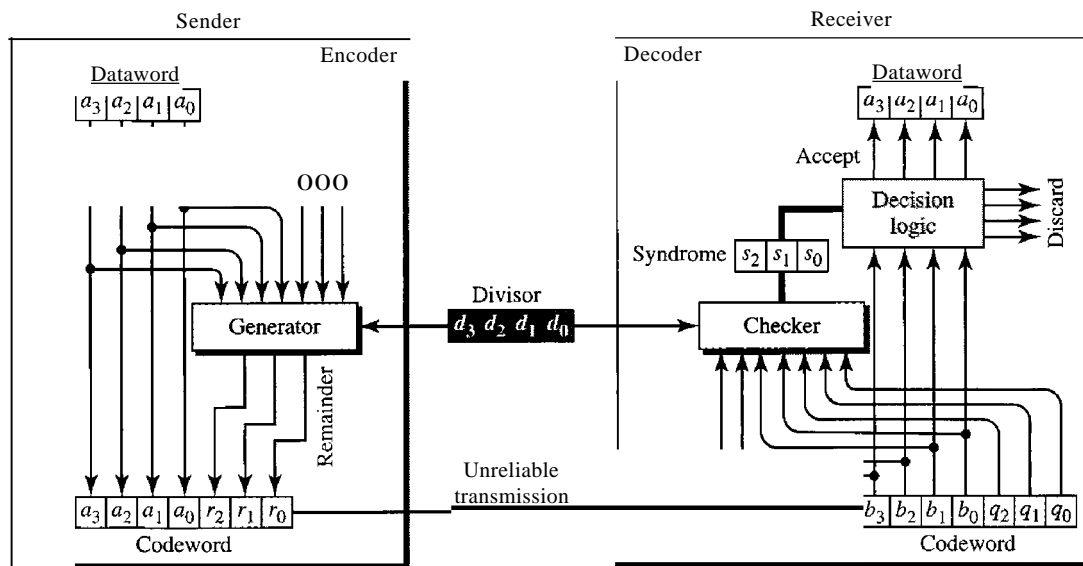 Sender
Receiver
Encoder
Decoder
Dataword
a3 a2 a1 a0
Dataword
a3 a2 a1 a0
Accept
OOO
Decision
logic
Discard
Syndrome
s2 s1 s0
Divisor
d3 d2 d1 d0
Generator
Checker
Remainder
Unreliable
transmission
a3 a2 a1 a0 r2 r1 r0
Codeword
b3 b2 b1 b0 q2 q1 q0
Codeword